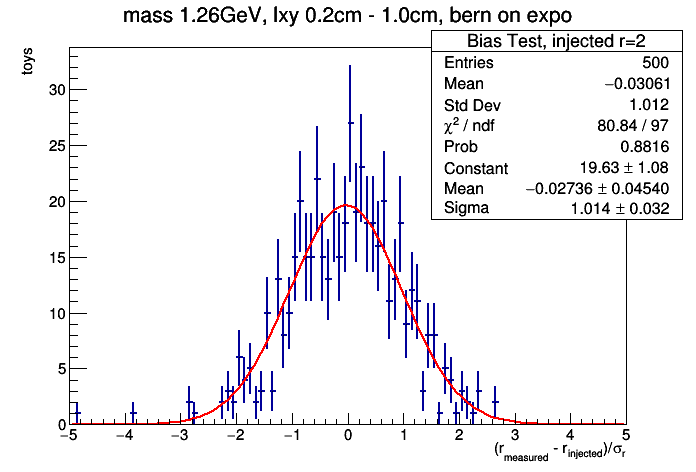 mass 1.26GeV, lxy 0.2cm - 1.0cm, bern on expo
toys
Bias Test, injected r=2
Entries 500
Mean −0.03061
Std Dev 1.012
χ² / ndf 80.84 / 97
Prob 0.8816
Constant 19.63 ± 1.08
Mean −0.02736 ± 0.04540
Sigma 1.014 ± 0.032
30
25
20
15
10
5
0
−5 −4 −3 −2 −1 0 1 2 3 4 5
(r_measured - r_injected)/σ_r